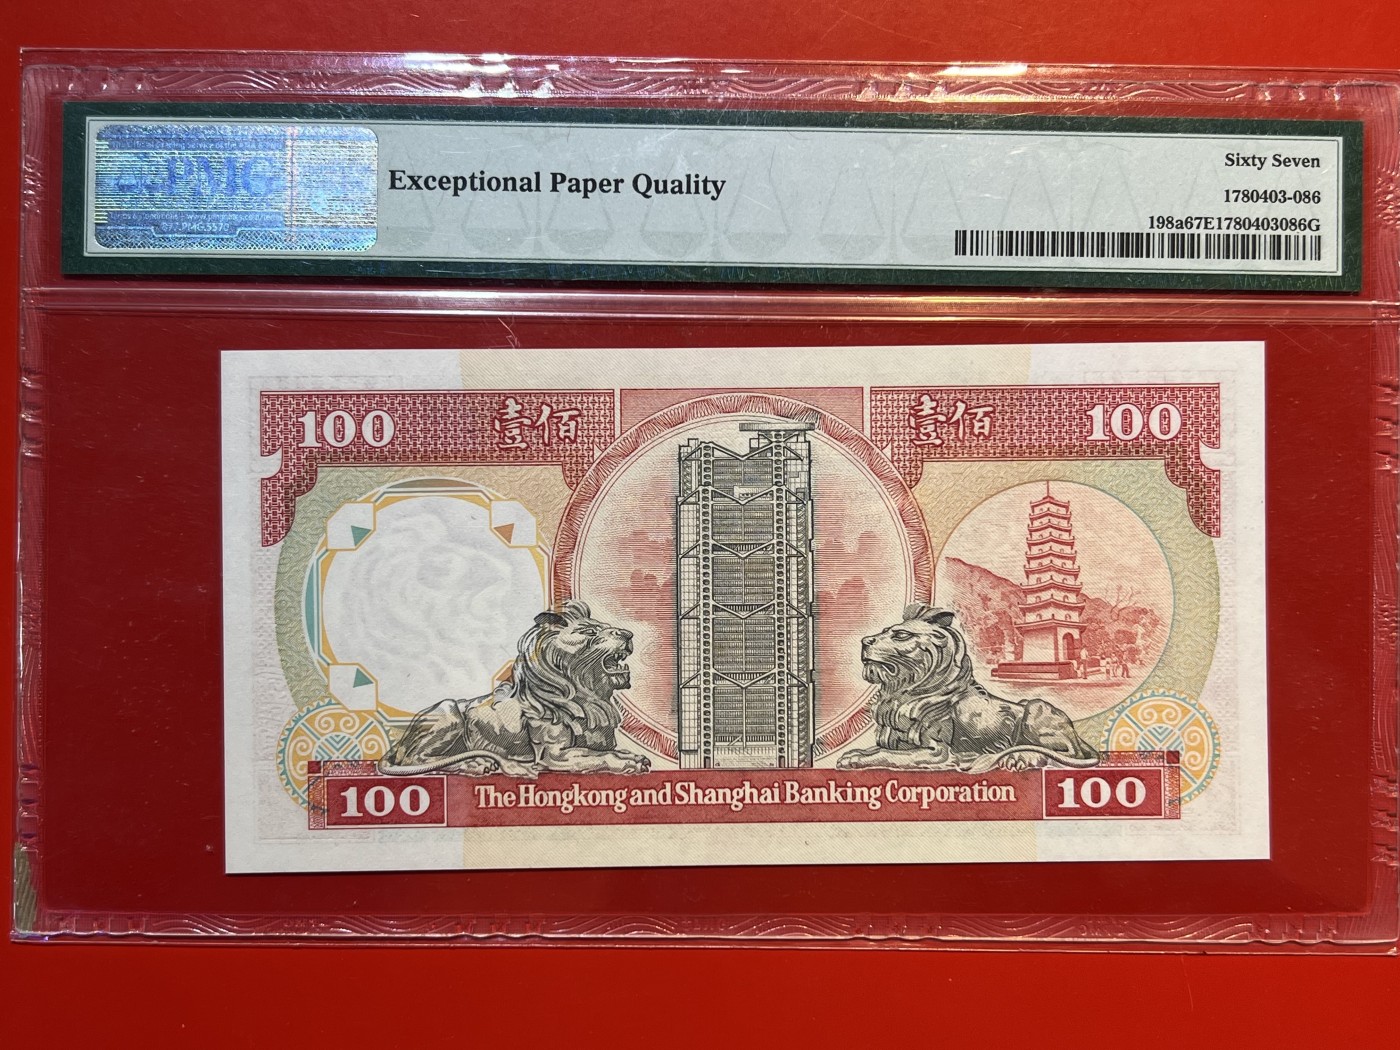 PMG
Exceptional Paper Quality
Sixty Seven
1780403-086
198a67E1780403086G
100 壹佰 壹佰 100
100 The Hongkong and Shanghai Banking Corporation 100